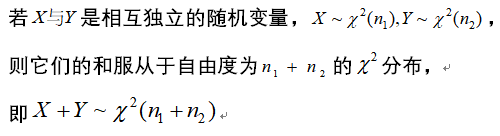 若X与Y是相互独立的随机变量，X ~ χ²(n₁),Y ~ χ²(n₂)，
则它们的和服从于自由度为 n₁ + n₂ 的 χ² 分布，
即 X + Y ~ χ²(n₁ + n₂)